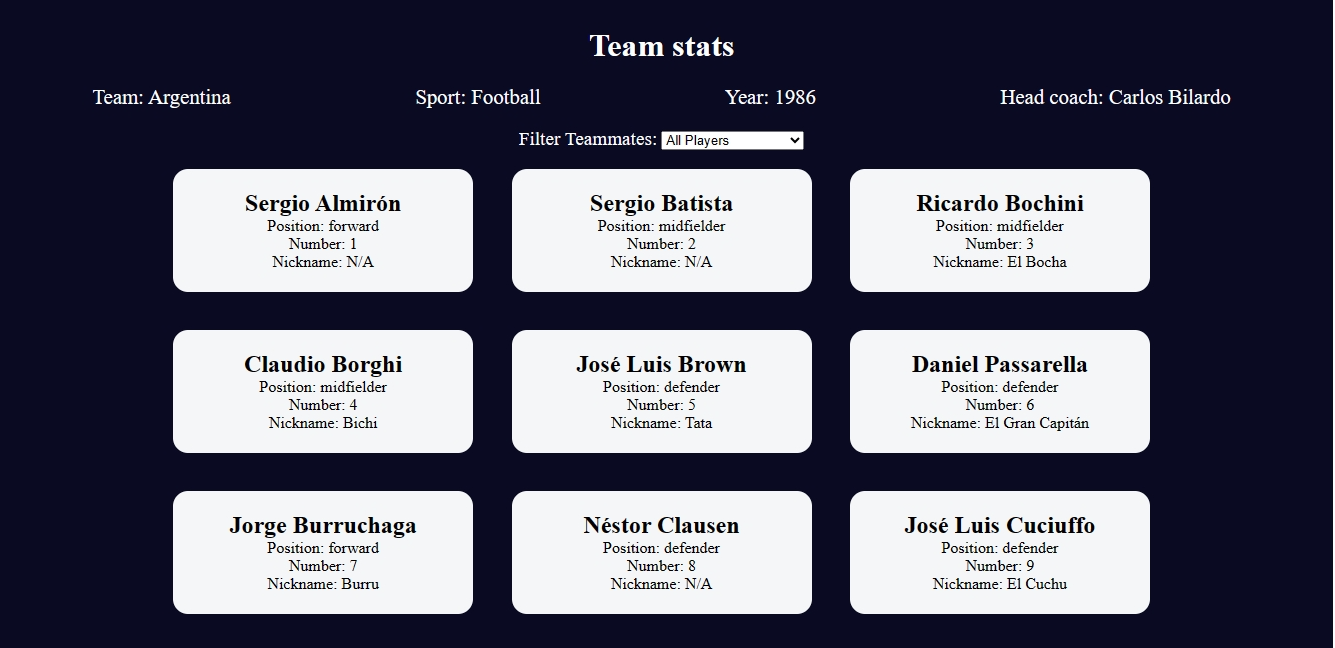 Team stats
Team: Argentina Sport: Football Year: 1986 Head coach: Carlos Bilardo
Filter Teammates: All Players
Sergio Almirón
Position: forward
Number: 1
Nickname: N/A
Sergio Batista
Position: midfielder
Number: 2
Nickname: N/A
Ricardo Bochini
Position: midfielder
Number: 3
Nickname: El Bocha
Claudio Borghi
Position: midfielder
Number: 4
Nickname: Bichi
José Luis Brown
Position: defender
Number: 5
Nickname: Tata
Daniel Passarella
Position: defender
Number: 6
Nickname: El Gran Capitán
Jorge Burruchaga
Position: forward
Number: 7
Nickname: Burru
Néstor Clausen
Position: defender
Number: 8
Nickname: N/A
José Luis Cuciuffo
Position: defender
Number: 9
Nickname: El Cuchu